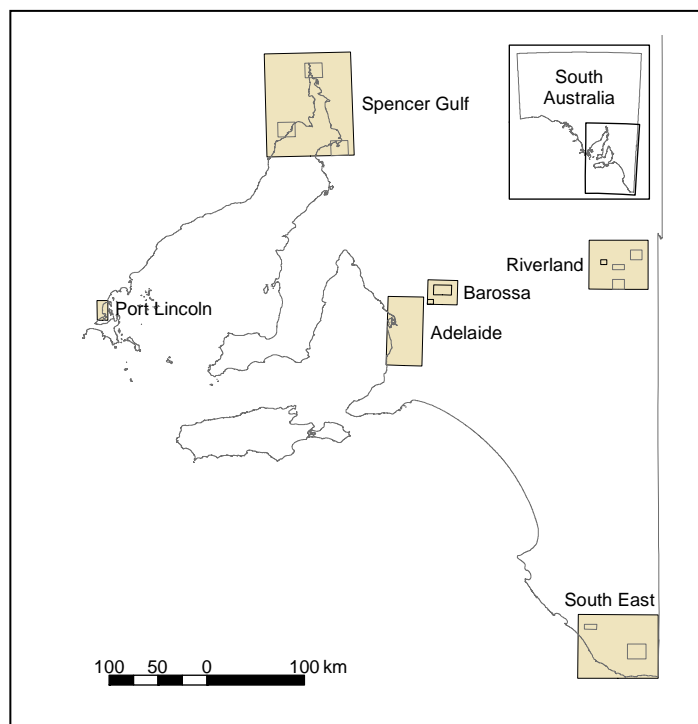 South
Australia
Spencer Gulf
Riverland
Barossa
Port Lincoln
Adelaide
South East
100 50 0 100 km